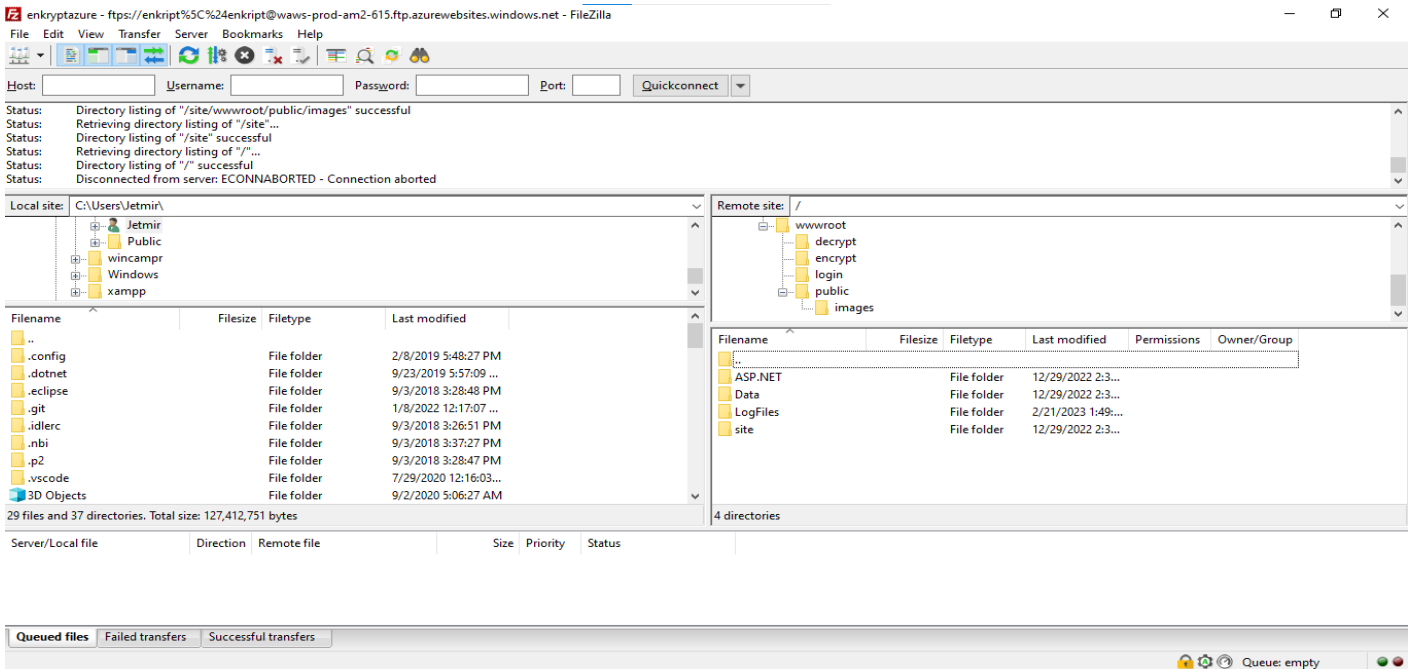 enkryptazure - ftps://enkript%5C%24enkript@waws-prod-am2-615.ftp.azurewebsites.windows.net - FileZilla
File Edit View Transfer Server Bookmarks Help
Host: Username: Password: Port: Quickconnect
Status: Directory listing of "/site/wwwroot/public/images" successful
Status: Retrieving directory listing of "/site"...
Status: Directory listing of "/site" successful
Status: Retrieving directory listing of "/"...
Status: Directory listing of "/" successful
Status: Disconnected from server: ECONNABORTED - Connection aborted
Local site: C:\Users\Jetmir\
Jetmir
Public
wincampr
Windows
xampp
Filename Filesize Filetype Last modified
..
.config File folder 2/8/2019 5:48:27 PM
.dotnet File folder 9/23/2019 5:57:09 ...
.eclipse File folder 9/3/2018 3:28:48 PM
.git File folder 1/8/2022 12:17:07 ...
.idlerc File folder 9/3/2018 3:26:51 PM
.nbi File folder 9/3/2018 3:37:27 PM
.p2 File folder 9/3/2018 3:28:47 PM
.vscode File folder 7/29/2020 12:16:03...
3D Objects File folder 9/2/2020 5:06:27 AM
29 files and 37 directories. Total size: 127,412,751 bytes
Remote site: /
wwwroot
decrypt
encrypt
login
public
images
Filename Filesize Filetype Last modified Permissions Owner/Group
..
ASP.NET File folder 12/29/2022 2:3...
Data File folder 12/29/2022 2:3...
LogFiles File folder 2/21/2023 1:49:...
site File folder 12/29/2022 2:3...
4 directories
Server/Local file Direction Remote file Size Priority Status
Queued files Failed transfers Successful transfers
Queue: empty